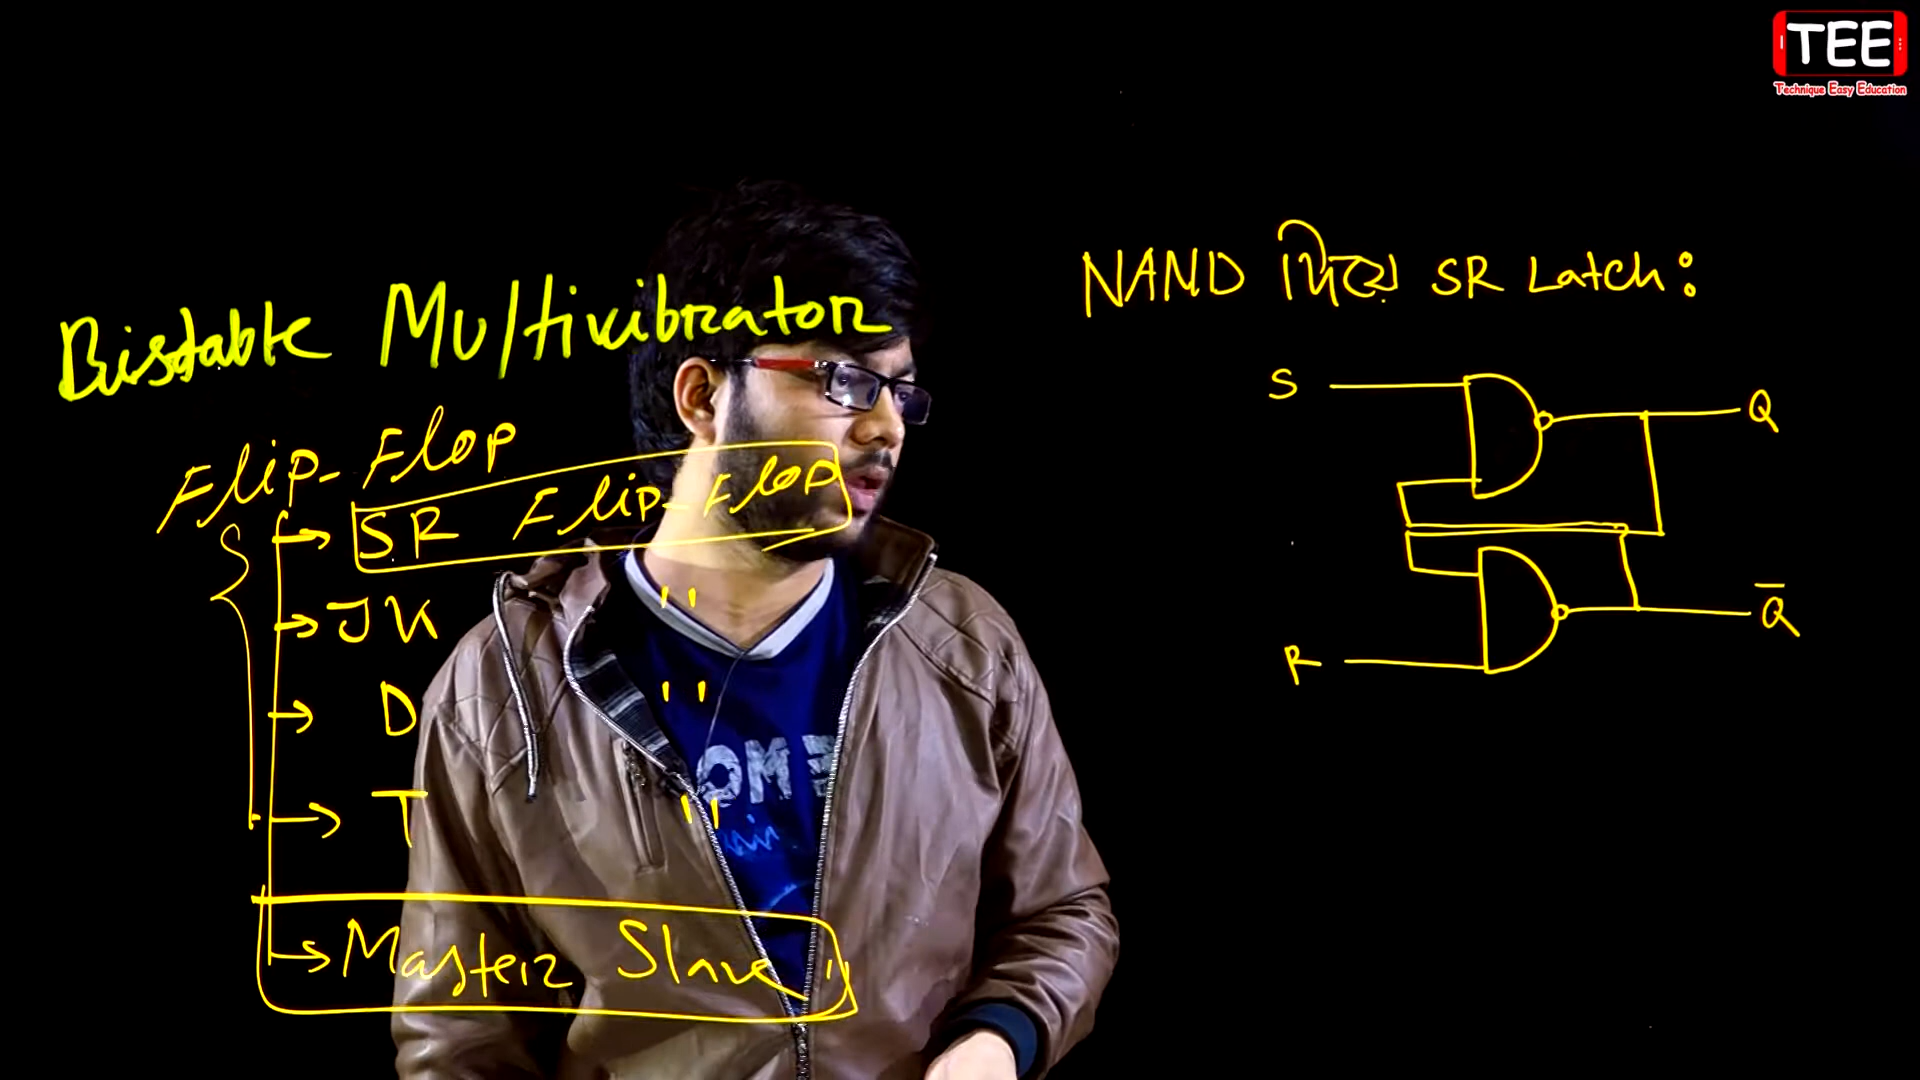 TEE
Technique Easy Education
Bistable Multivibrator
Flip-Flop
SR Flip-Flop
JK "
D "
T "
Master Slave "
NAND দিয়ে SR Latch:
S
Q
R
Q̅